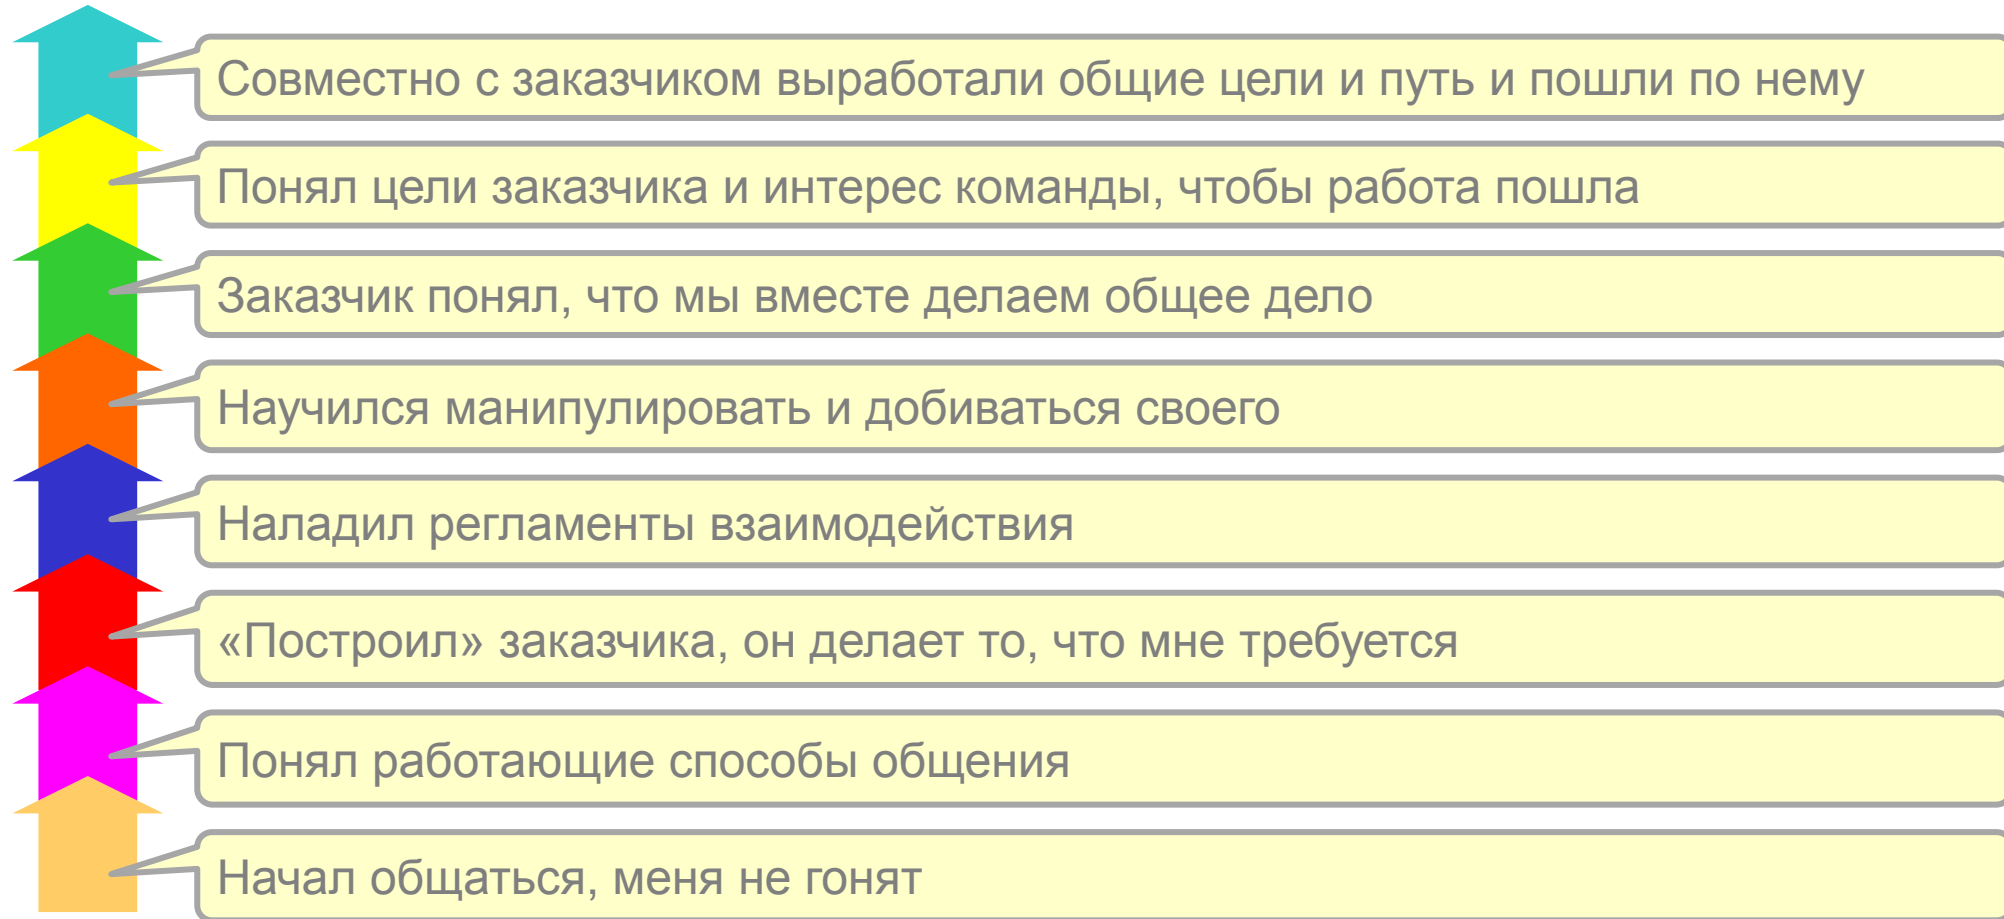 Совместно с заказчиком выработали общие цели и путь и пошли по нему
Понял цели заказчика и интерес команды, чтобы работа пошла
Заказчик понял, что мы вместе делаем общее дело
Научился манипулировать и добиваться своего
Наладил регламенты взаимодействия
«Построил» заказчика, он делает то, что мне требуется
Понял работающие способы общения
Начал общаться, меня не гонят